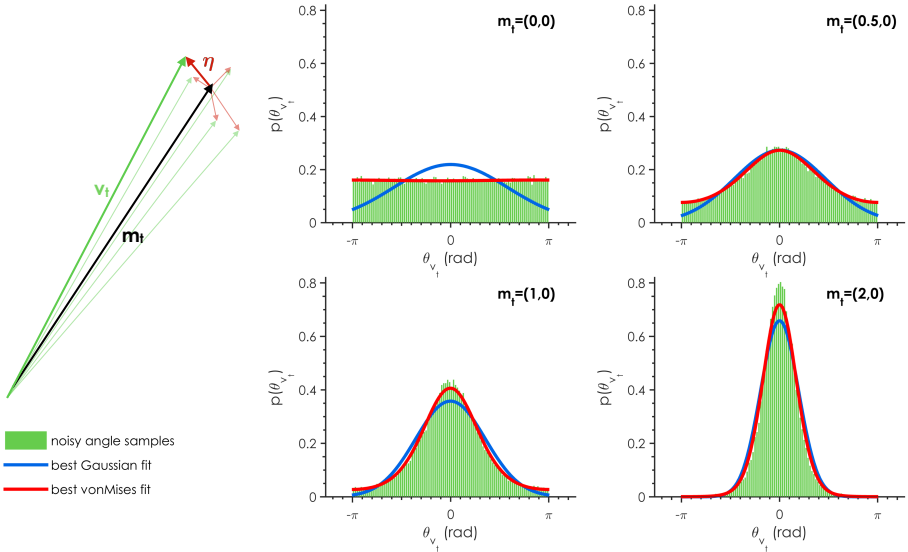 η
v_t
m_t
noisy angle samples
best Gaussian fit
best vonMises fit
m_t=(0,0)
p(θ_v_t)
0.8
0.6
0.4
0.2
0
-π 0 π
θ_v_t (rad)
m_t=(0.5,0)
p(θ_v_t)
0.8
0.6
0.4
0.2
0
-π 0 π
θ_v_t (rad)
m_t=(1,0)
p(θ_v_t)
0.8
0.6
0.4
0.2
0
-π 0 π
θ_v_t (rad)
m_t=(2,0)
p(θ_v_t)
0.8
0.6
0.4
0.2
0
-π 0 π
θ_v_t (rad)